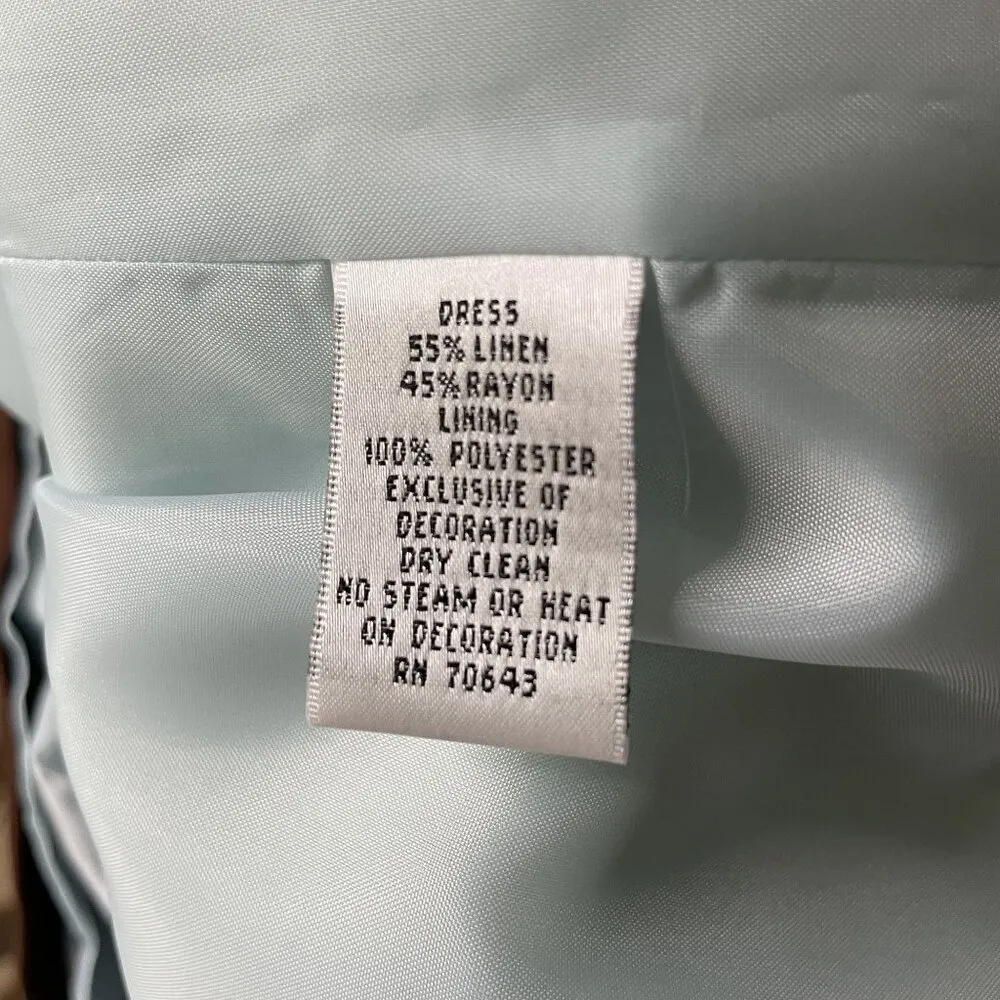 DRESS
55% LINEN
45% RAYON
LINING
100% POLYESTER
EXCLUSIVE OF
DECORATION
DRY CLEAN
NO STEAM OR HEAT
ON DECORATION
RN 70643